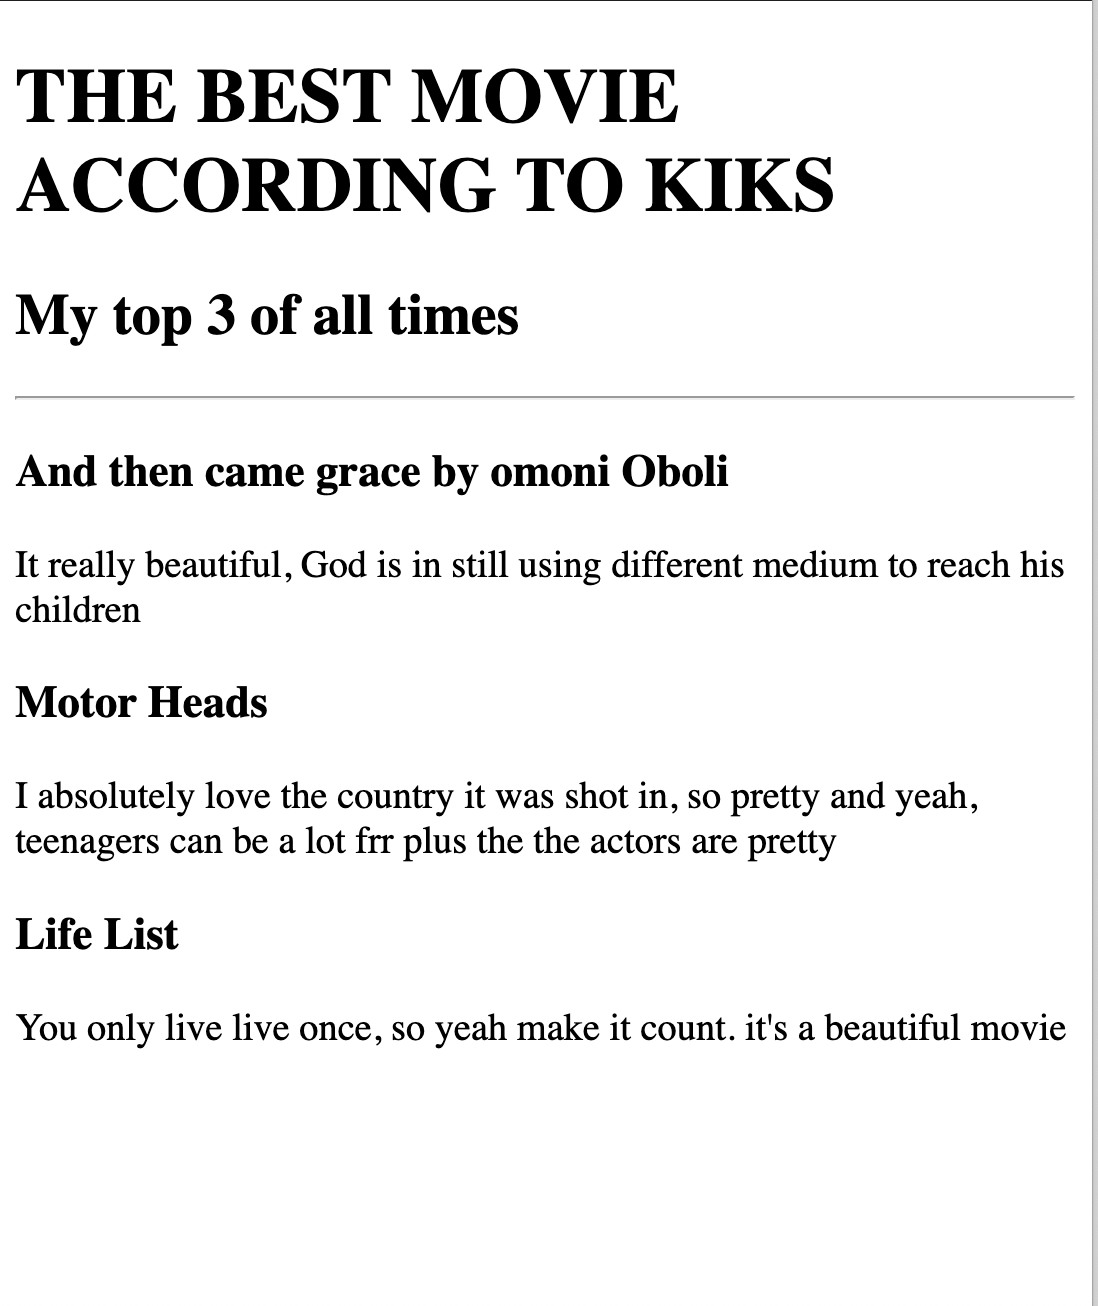 THE BEST MOVIE
ACCORDING TO KIKS
My top 3 of all times
And then came grace by omoni Oboli
It really beautiful, God is in still using different medium to reach his
children
Motor Heads
I absolutely love the country it was shot in, so pretty and yeah,
teenagers can be a lot frr plus the the actors are pretty
Life List
You only live live once, so yeah make it count. it's a beautiful movie